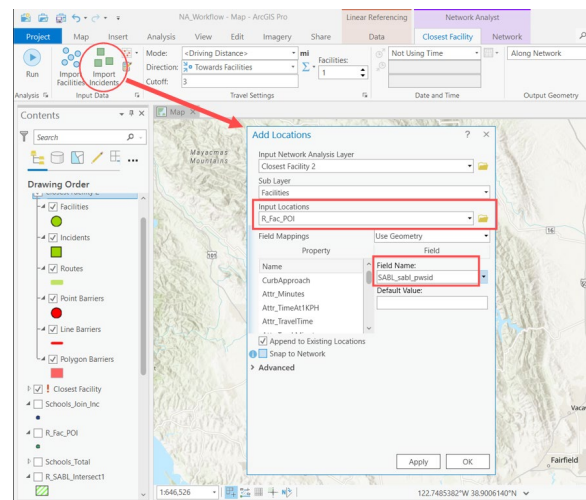 NA_Workflow - Map - ArcGIS Pro
Linear Referencing
Network Analyst
Project Map Insert Analysis View Edit Imagery Share Data Closest Facility Network
Run
Import Facilities
Import Incidents
Mode: <Driving Distance> mi
Direction: Towards Facilities
Cutoff: 3
Facilities:
1
Not Using Time
Along Network
Analysis
Input Data
Travel Settings
Date and Time
Output Geometry
Contents
Search
Drawing Order
Closest Facility 2
Facilities
Incidents
Routes
Point Barriers
Line Barriers
Polygon Barriers
! Closest Facility
Schools_Join_Inc
R_Fac_POI
Schools_Total
R_SABL_Intersect1
Map
Mayacmas
Mountains
101
Add Locations ? ×
Input Network Analysis Layer
Closest Facility 2
Sub Layer
Facilities
Input Locations
R_Fac_POI
Field Mappings Use Geometry
Property Field
Name
CurbApproach
Attr_Minutes
Attr_TimeAt1KPH
Attr_TravelTime
Field Name:
SABL_sabl_pwsid
Default Value:
Append to Existing Locations
Snap to Network
> Advanced
Apply OK
16
Vaca
Fairfield
1:646,526
122.7485382°W 38.9006140°N